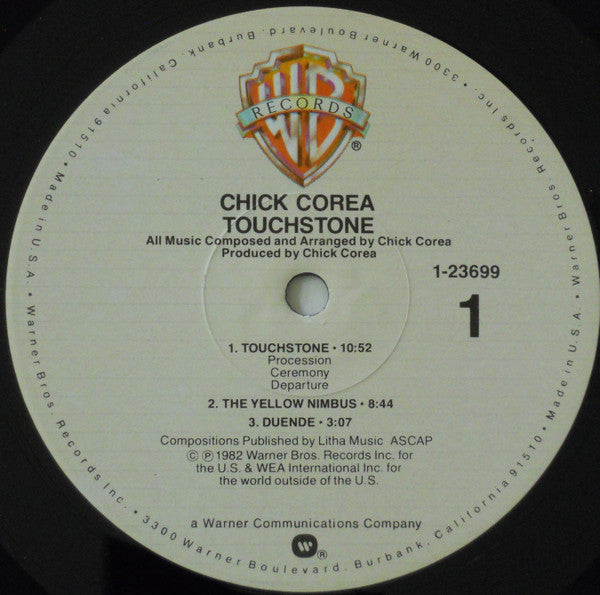 WB
RECORDS
®
CHICK COREA
TOUCHSTONE
All Music Composed and Arranged by Chick Corea
Produced by Chick Corea
1-23699
1
1. TOUCHSTONE • 10:52
Procession
Ceremony
Departure
2. THE YELLOW NIMBUS • 8:44
3. DUENDE • 3:07
Compositions Published by Litha Music ASCAP
© ℗ 1982 Warner Bros. Records Inc. for
the U.S. & WEA International Inc. for
the world outside of the U.S.
a Warner Communications Company
W®
Warner Bros. Records Inc. • 3300 Warner Boulevard, Burbank, California 91510 • Made in U.S.A. • Warner Bros. Records Inc. • 3300 Warner Boulevard, Burbank, California 91510 • Made in U.S.A. •